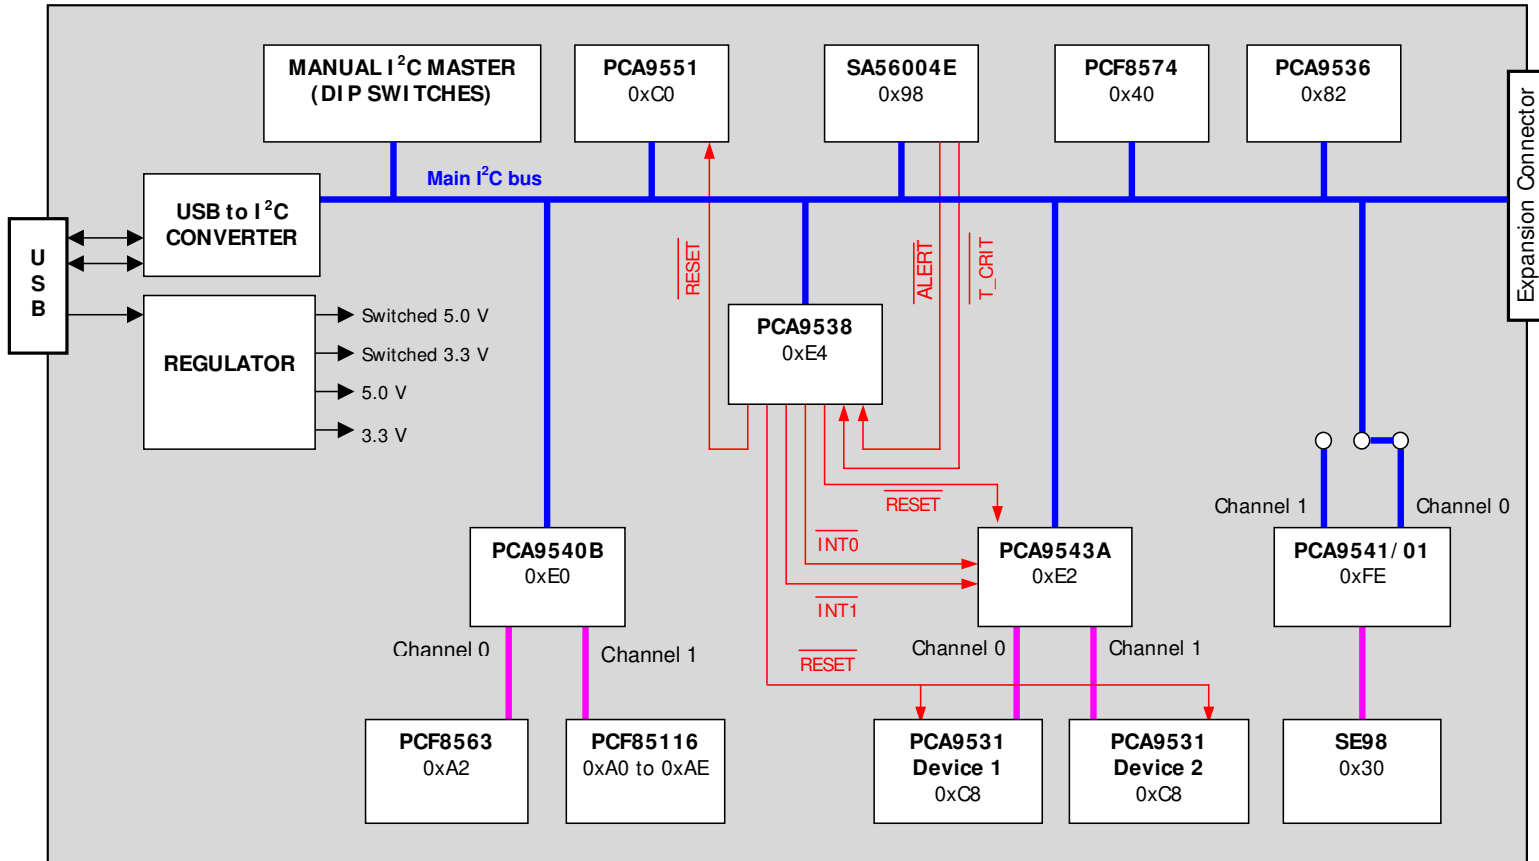 MANUAL I²C MASTER
(DIP SWITCHES)
PCA9551
0xC0
SA56004E
0x98
PCF8574
0x40
PCA9536
0x82
Expansion Connector
Main I²C bus
USB to I²C
CONVERTER
U
S
B
REGULATOR
Switched 5.0 V
Switched 3.3 V
5.0 V
3.3 V
RESET
ALERT
T_CRIT
PCA9538
0xE4
RESET
INT0
INT1
RESET
Channel 1
Channel 0
PCA9540B
0xE0
PCA9543A
0xE2
PCA9541/01
0xFE
Channel 0
Channel 1
Channel 0
Channel 1
PCF8563
0xA2
PCF85116
0xA0 to 0xAE
PCA9531
Device 1
0xC8
PCA9531
Device 2
0xC8
SE98
0x30